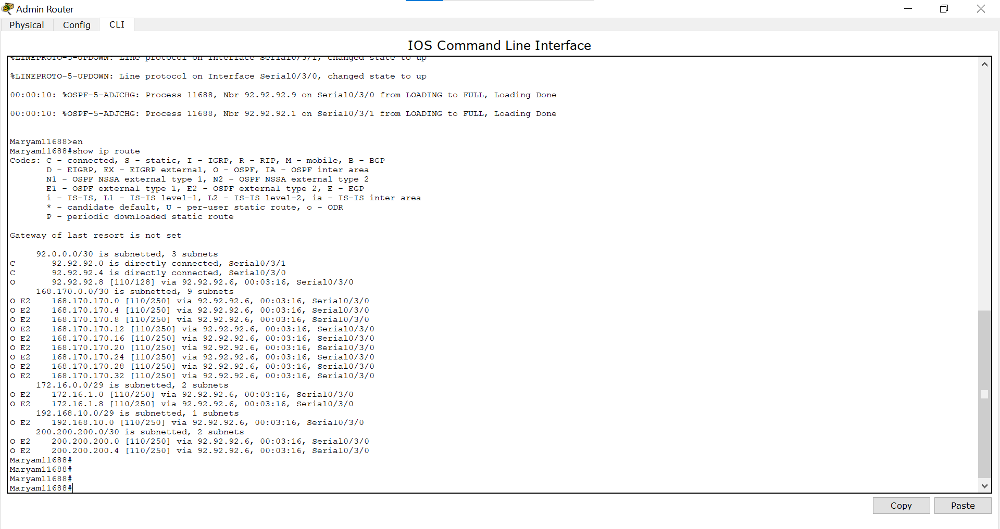 Admin Router
Physical Config CLI
IOS Command Line Interface
%LINEPROTO-5-UPDOWN: Line protocol on Interface Serial0/3/1, changed state to up
%LINEPROTO-5-UPDOWN: Line protocol on Interface Serial0/3/0, changed state to up
00:00:10: %OSPF-5-ADJCHG: Process 11688, Nbr 92.92.92.9 on Serial0/3/0 from LOADING to FULL, Loading Done
00:00:10: %OSPF-5-ADJCHG: Process 11688, Nbr 92.92.92.1 on Serial0/3/1 from LOADING to FULL, Loading Done
Maryam11688>en
Maryam11688#show ip route
Codes: C - connected, S - static, I - IGRP, R - RIP, M - mobile, B - BGP
D - EIGRP, EX - EIGRP external, O - OSPF, IA - OSPF inter area
N1 - OSPF NSSA external type 1, N2 - OSPF NSSA external type 2
E1 - OSPF external type 1, E2 - OSPF external type 2, E - EGP
i - IS-IS, L1 - IS-IS level-1, L2 - IS-IS level-2, ia - IS-IS inter area
* - candidate default, U - per-user static route, o - ODR
P - periodic downloaded static route
Gateway of last resort is not set
92.0.0.0/30 is subnetted, 3 subnets
C 92.92.92.0 is directly connected, Serial0/3/1
C 92.92.92.4 is directly connected, Serial0/3/0
O 92.92.92.8 [110/128] via 92.92.92.6, 00:03:16, Serial0/3/0
168.170.0.0/30 is subnetted, 9 subnets
O E2 168.170.170.0 [110/250] via 92.92.92.6, 00:03:16, Serial0/3/0
O E2 168.170.170.4 [110/250] via 92.92.92.6, 00:03:16, Serial0/3/0
O E2 168.170.170.8 [110/250] via 92.92.92.6, 00:03:16, Serial0/3/0
O E2 168.170.170.12 [110/250] via 92.92.92.6, 00:03:16, Serial0/3/0
O E2 168.170.170.16 [110/250] via 92.92.92.6, 00:03:16, Serial0/3/0
O E2 168.170.170.20 [110/250] via 92.92.92.6, 00:03:16, Serial0/3/0
O E2 168.170.170.24 [110/250] via 92.92.92.6, 00:03:16, Serial0/3/0
O E2 168.170.170.28 [110/250] via 92.92.92.6, 00:03:16, Serial0/3/0
O E2 168.170.170.32 [110/250] via 92.92.92.6, 00:03:16, Serial0/3/0
172.16.0.0/29 is subnetted, 2 subnets
O E2 172.16.1.0 [110/250] via 92.92.92.6, 00:03:16, Serial0/3/0
O E2 172.16.1.8 [110/250] via 92.92.92.6, 00:03:16, Serial0/3/0
192.168.10.0/29 is subnetted, 1 subnets
O E2 192.168.10.0 [110/250] via 92.92.92.6, 00:03:16, Serial0/3/0
200.200.200.0/30 is subnetted, 2 subnets
O E2 200.200.200.0 [110/250] via 92.92.92.6, 00:03:16, Serial0/3/0
O E2 200.200.200.4 [110/250] via 92.92.92.6, 00:03:16, Serial0/3/0
Maryam11688#
Maryam11688#
Maryam11688#
Maryam11688#
Copy Paste